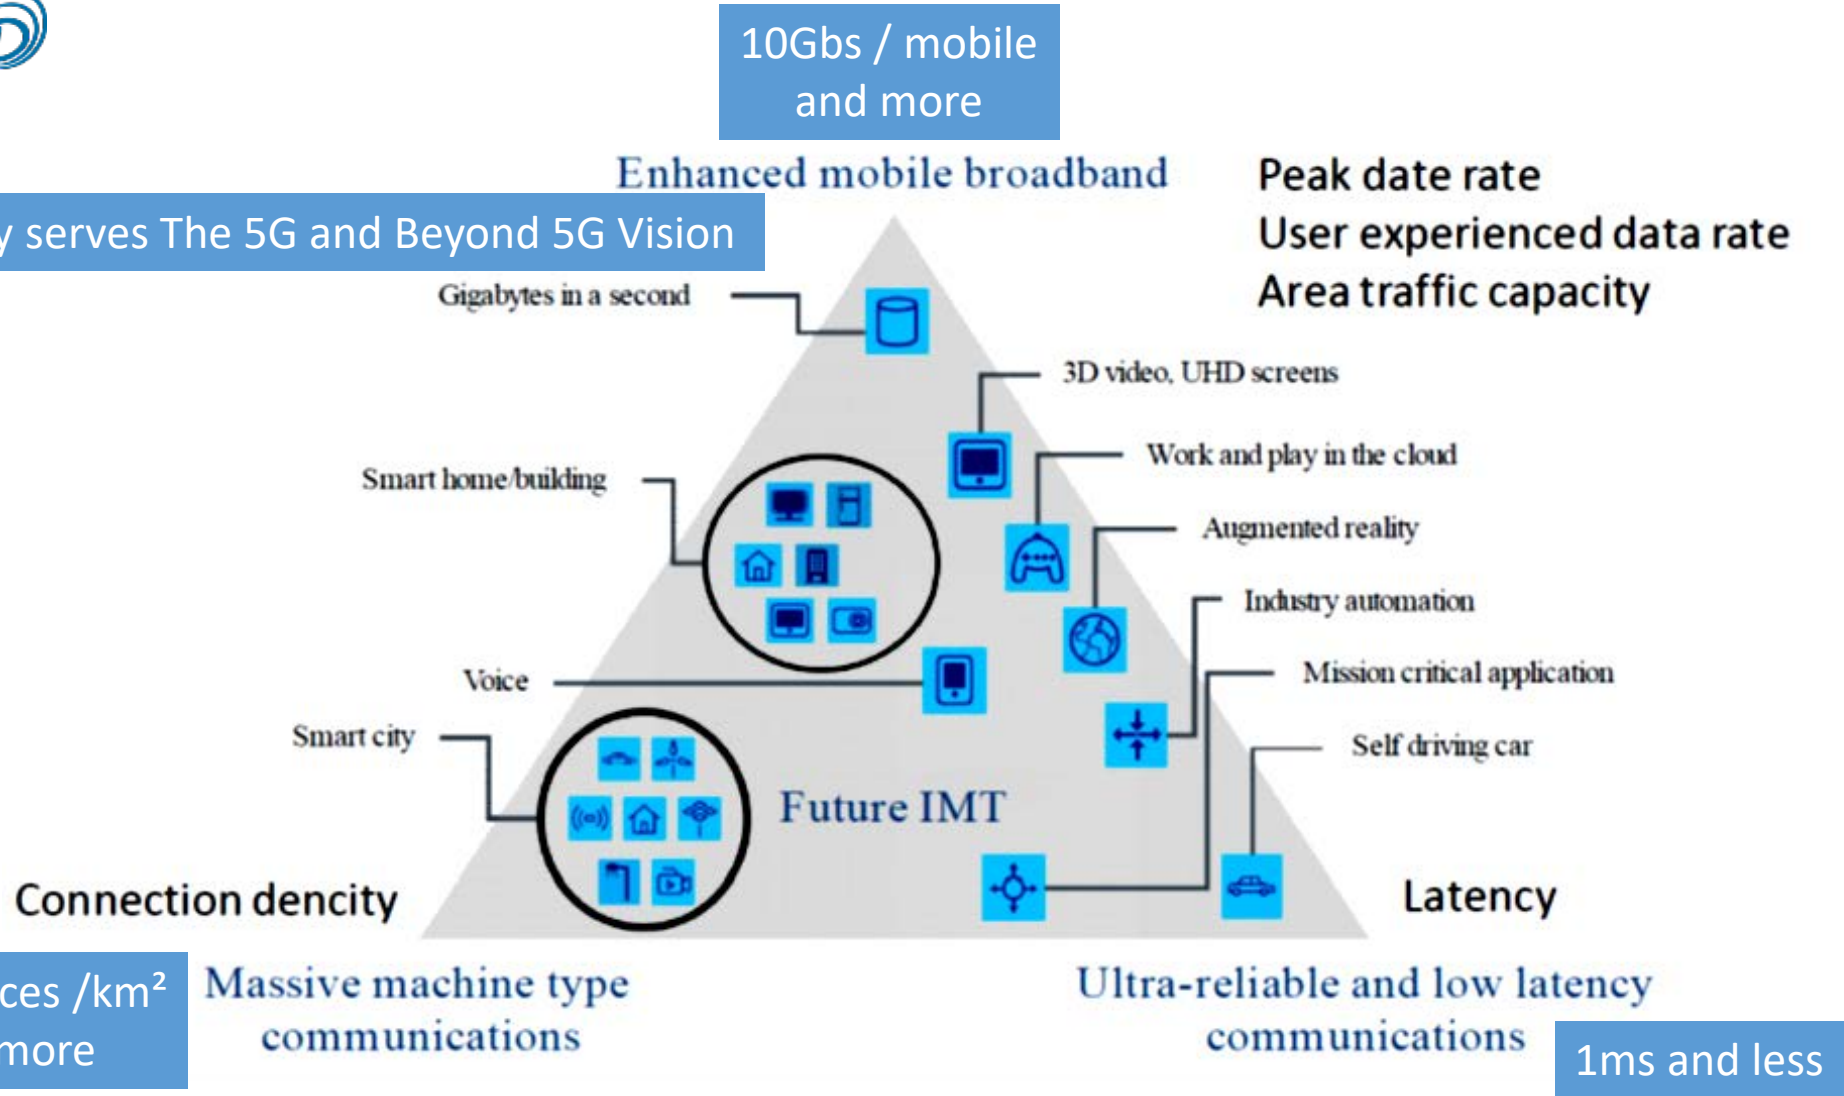 10Gbs / mobile
and more
Enhanced mobile broadband
Peak date rate
User experienced data rate
Area traffic capacity
serves The 5G and Beyond 5G Vision
Gigabytes in a second
3D video, UHD screens
Work and play in the cloud
Smart home/building
Augmented reality
Industry automation
Voice
Mission critical application
Smart city
Self driving car
Future IMT
Connection dencity
Latency
/km²
more
Massive machine type
communications
Ultra-reliable and low latency
communications
1ms and less